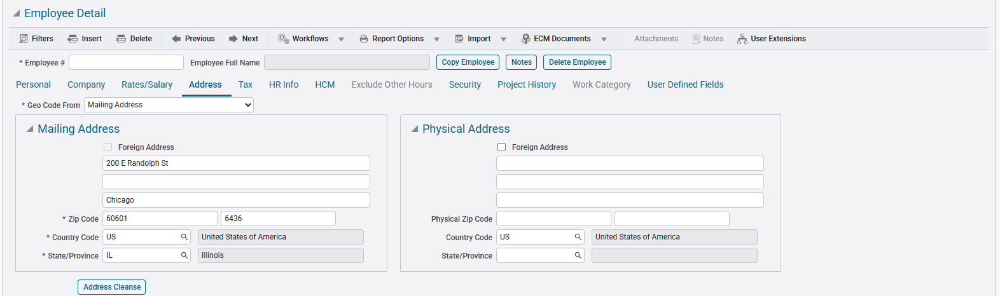 Employee Detail
Filters Insert Delete Previous Next Workflows Report Options Import ECM Documents Attachments Notes User Extensions
* Employee # Employee Full Name Copy Employee Notes Delete Employee
Personal Company Rates/Salary Address Tax HR Info HCM Exclude Other Hours Security Project History Work Category User Defined Fields
* Geo Code From Mailing Address
Mailing Address
Foreign Address
200 E Randolph St
Chicago
* Zip Code 60601 6436
* Country Code US United States of America
* State/Province IL Illinois
Physical Address
Foreign Address
Physical Zip Code
Country Code US United States of America
State/Province
Address Cleanse